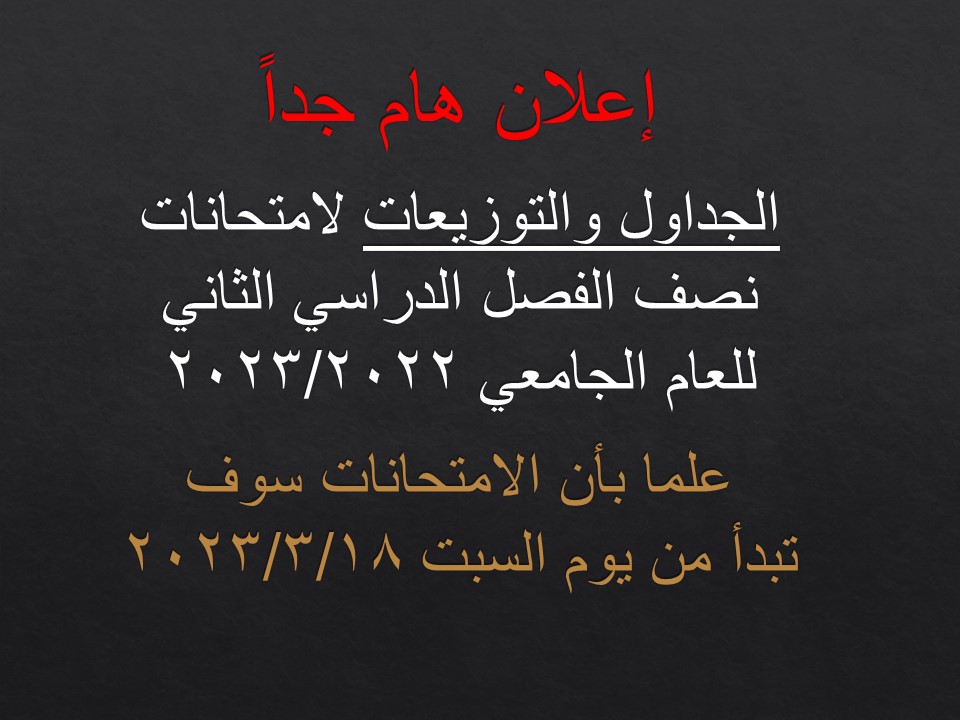 إعلان هام جداً
الجداول والتوزيعات لامتحانات
نصف الفصل الدراسي الثاني
للعام الجامعي ٢٠٢٣/٢٠٢٢
علما بأن الامتحانات سوف
تبدأ من يوم السبت ٢٠٢٣/٣/١٨